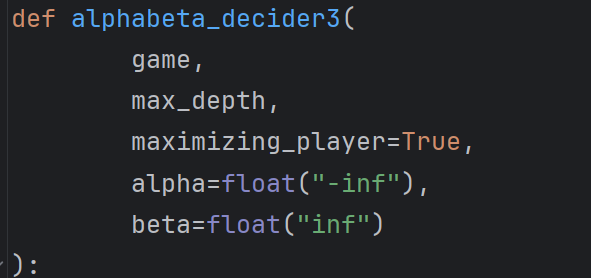 def alphabeta_decider3(
        game,
        max_depth,
        maximizing_player=True,
        alpha=float("-inf"),
        beta=float("inf")
):